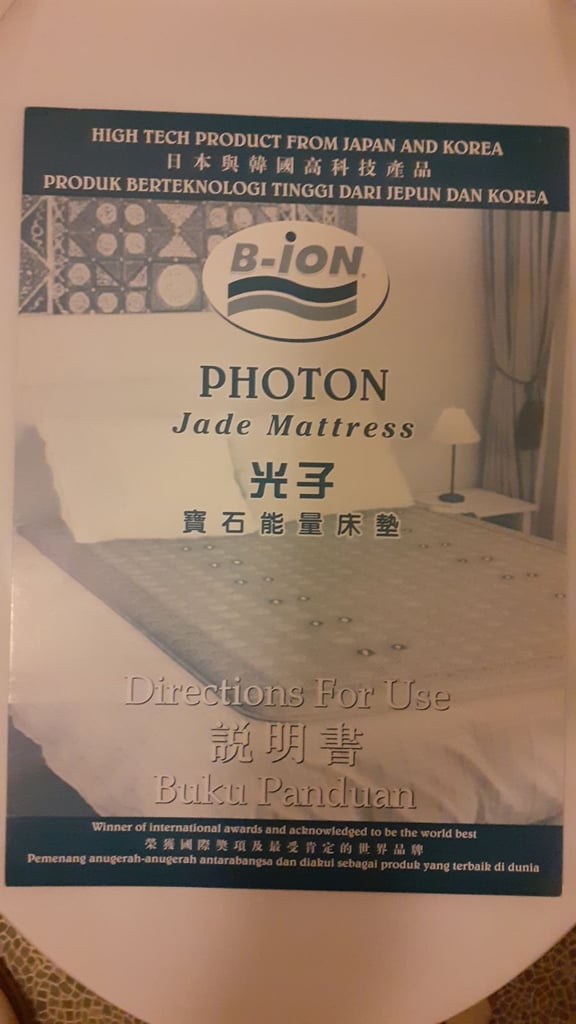 HIGH TECH PRODUCT FROM JAPAN AND KOREA
日本與韓國高科技產品
PRODUK BERTEKNOLOGI TINGGI DARI JEPUN DAN KOREA
B-iON®
PHOTON
Jade Mattress
光子
寶石能量床墊
Directions For Use
説明書
Buku Panduan
Winner of international awards and acknowledged to be the world best
榮獲國際獎項及最受肯定的世界品牌
Pemenang anugerah-anugerah antarabangsa dan diakui sebagai produk yang terbaik di dunia